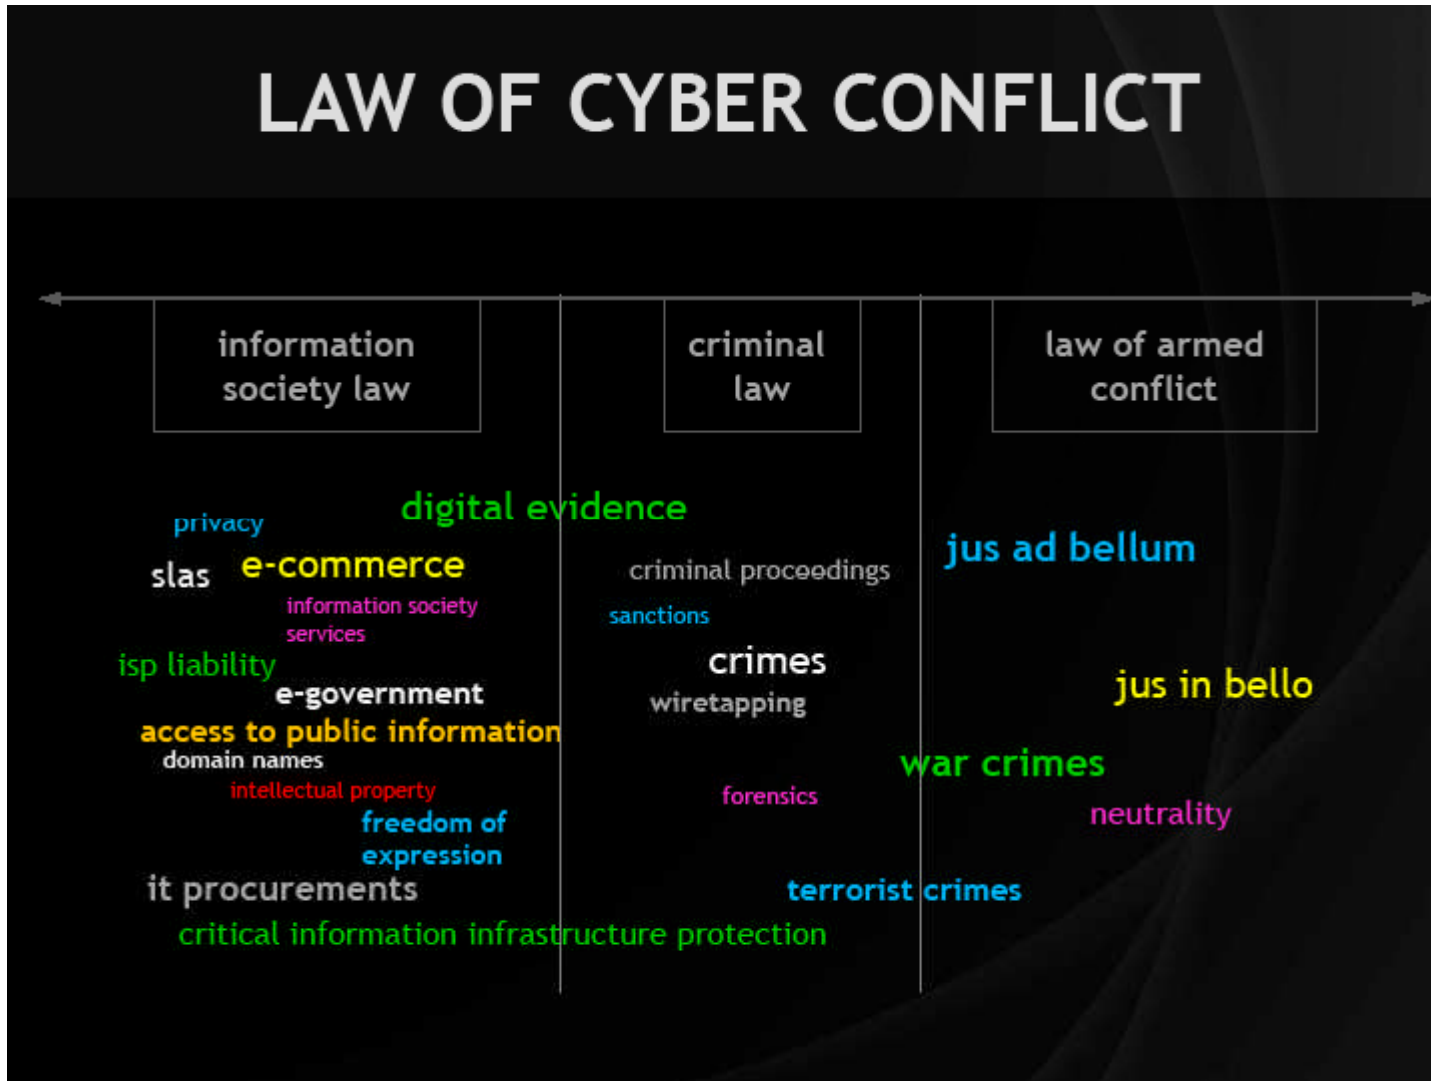 LAW OF CYBER CONFLICT
information
society law
criminal
law
law of armed
conflict
digital evidence
privacy
jus ad bellum
e-commerce
slas
criminal proceedings
information society
services
sanctions
isp liability
crimes
jus in bello
e-government
wiretapping
access to public information
domain names
war crimes
intellectual property
forensics
neutrality
freedom of
expression
it procurements
terrorist crimes
critical information infrastructure protection